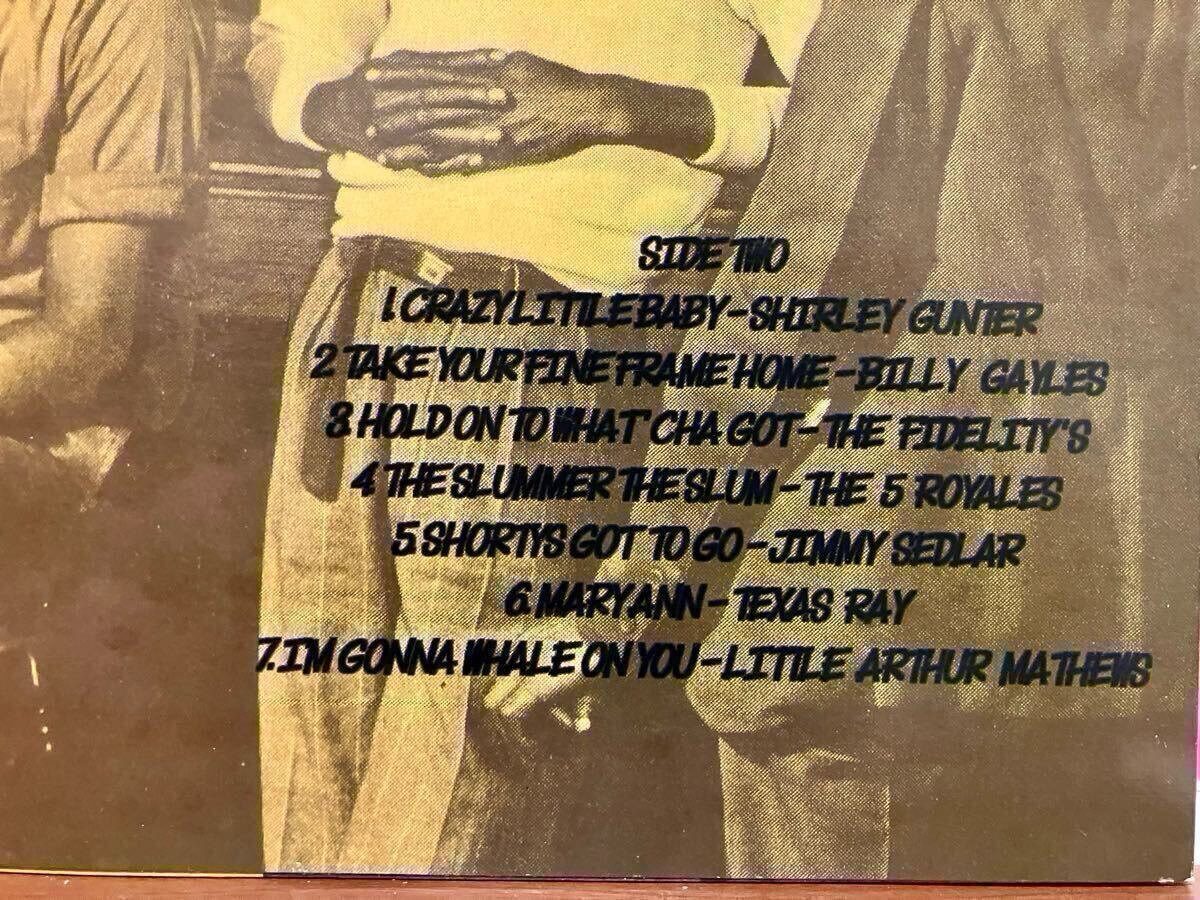 SIDE TWO
1. CRAZY LITTLE BABY - SHIRLEY GUNTER
2 TAKE YOUR FINE FRAME HOME - BILLY GAYLES
3. HOLD ON TO WHAT'CHA GOT - THE FIDELITY'S
4 THE SLUMMER THE SLUM - THE 5 ROYALES
5. SHORTYS GOT TO GO - JIMMY SEDLAR
6. MARY ANN - TEXAS RAY
7. IM GONNA WHALE ON YOU - LITTLE ARTHUR MATHEWS